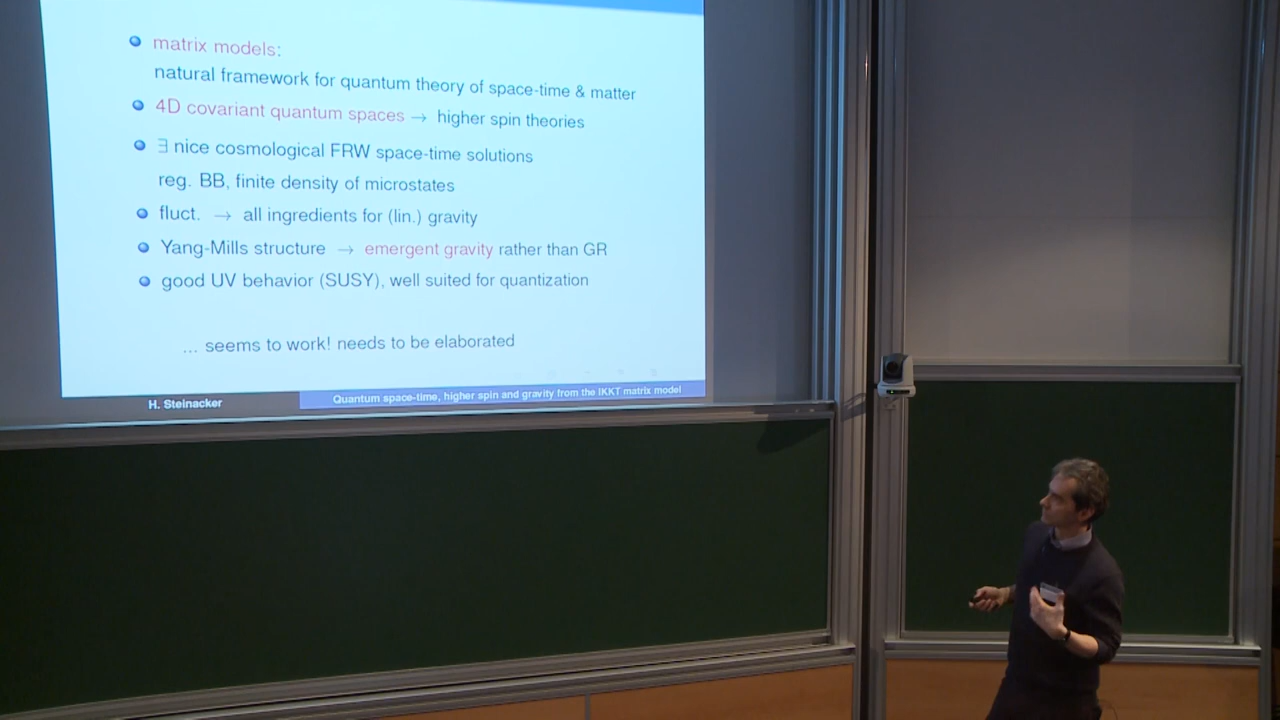 matrix models:
natural framework for quantum theory of space-time & matter
4D covariant quantum spaces → higher spin theories
∃ nice cosmological FRW space-time solutions
reg. BB, finite density of microstates
fluct. → all ingredients for (lin.) gravity
Yang-Mills structure → emergent gravity rather than GR
good UV behavior (SUSY), well suited for quantization
... seems to work! needs to be elaborated
H. Steinacker
Quantum space-time, higher spin and gravity from the IKKT matrix model